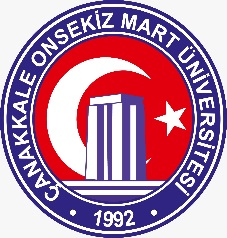 ÇANAKKALE ONSEKİZ MART ÜNİVERSİTESİ
• 1992 •